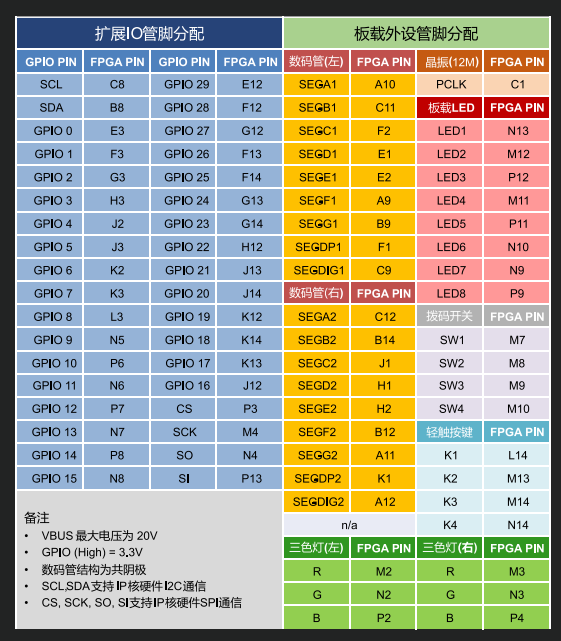 扩展IO管脚分配 板载外设管脚分配
GPIO PIN FPGA PIN GPIO PIN FPGA PIN 数码管(左) FPGA PIN 晶振(12M) FPGA PIN
SCL C8 GPIO 29 E12 SEGA1 A10 PCLK C1
SDA B8 GPIO 28 F12 SEGB1 C11 板载LED FPGA PIN
GPIO 0 E3 GPIO 27 G12 SEGC1 F2 LED1 N13
GPIO 1 F3 GPIO 26 F13 SEGD1 E1 LED2 M12
GPIO 2 G3 GPIO 25 F14 SEGE1 E2 LED3 P12
GPIO 3 H3 GPIO 24 G13 SEGF1 A9 LED4 M11
GPIO 4 J2 GPIO 23 G14 SEGG1 B9 LED5 P11
GPIO 5 J3 GPIO 22 H12 SEGDP1 F1 LED6 N10
GPIO 6 K2 GPIO 21 J13 SEGDIG1 C9 LED7 N9
GPIO 7 K3 GPIO 20 J14 数码管(右) FPGA PIN LED8 P9
GPIO 8 L3 GPIO 19 K12 SEGA2 C12 拨码开关 FPGA PIN
GPIO 9 N5 GPIO 18 K14 SEGB2 B14 SW1 M7
GPIO 10 P6 GPIO 17 K13 SEGC2 J1 SW2 M8
GPIO 11 N6 GPIO 16 J12 SEGD2 H1 SW3 M9
GPIO 12 P7 CS P3 SEGE2 H2 SW4 M10
GPIO 13 N7 SCK M4 SEGF2 B12 轻触按键 FPGA PIN
GPIO 14 P8 SO N4 SEGG2 A11 K1 L14
GPIO 15 N8 SI P13 SEGDP2 K1 K2 M13
SEGDIG2 A12 K3 M14
n/a K4 N14
备注
• VBUS 最大电压为 20V
• GPIO (High) = 3.3V
• 数码管结构为共阴极
• SCL,SDA支持IP核硬件I2C通信
• CS, SCK, SO, SI支持IP核硬件SPI通信
三色灯(左) FPGA PIN 三色灯(右) FPGA PIN
R M2 R M3
G N2 G N3
B P2 B P4